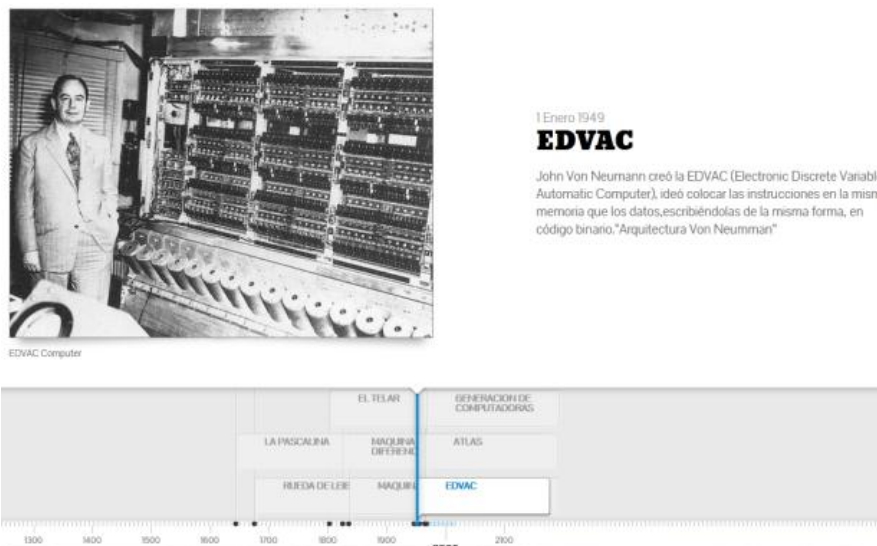 1 Enero 1949
EDVAC
John Von Neumann creó la EDVAC (Electronic Discrete Variabl
Automatic Computer), ideó colocar las instrucciones en la misn
memoria que los datos,escribiéndolas de la misma forma, en
código binario."Arquitectura Von Neumman"
EDVAC Computer
EL TELAR
GENERACION DE
COMPUTADORAS
LA PASCALINA
MAQUINA
DIFERENC
ATLAS
RUEDA DE LEIB
MAQUIN
EDVAC
1300 1400 1500 1600 1700 1800 1900 2100